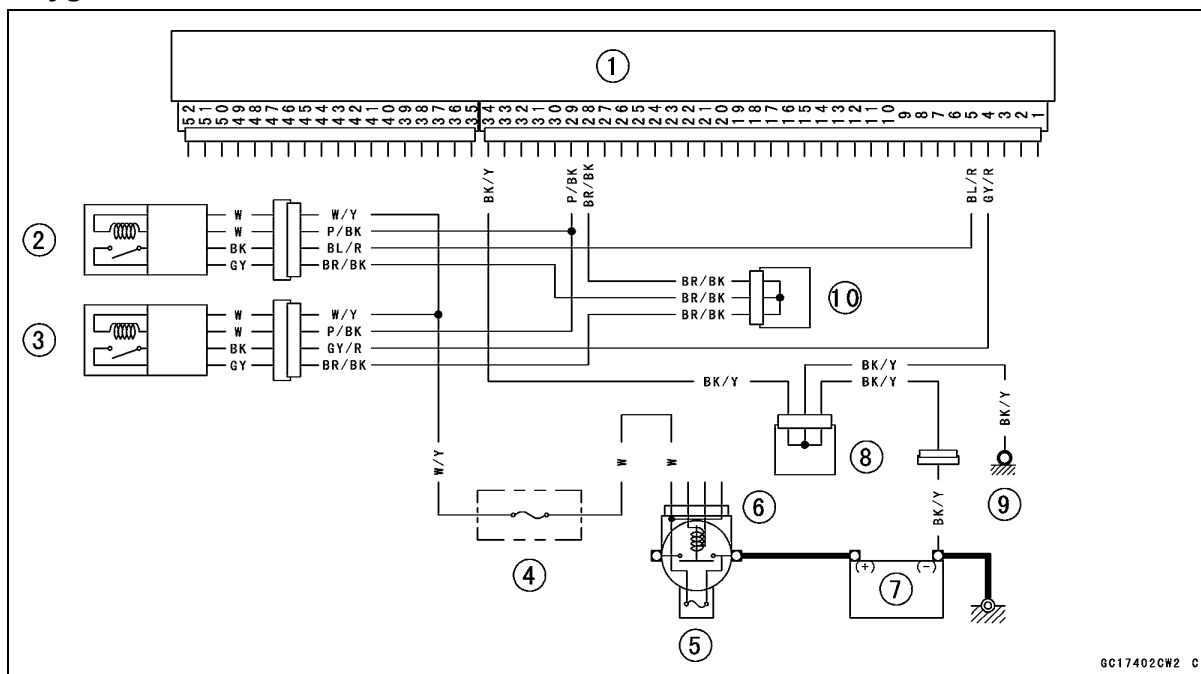 1
52 51 50 49 48 47 46 45 44 43 42 41 40 39 38 37 36 35 34 33 32 31 30 29 28 27 26 25 24 23 22 21 20 19 18 17 16 15 14 13 12 11 10 9 8 7 6 5 4 3 2 1
BK/Y P/BK BR/BK BL/R GY/R
2
W W/Y
W P/BK
BK BL/R
GY BR/BK
BR/BK
BR/BK
BR/BK
10
3
W W/Y
W P/BK
BK GY/R
GY BR/BK
BK/Y
BK/Y
BK/Y
BK/Y
8
9
W/Y
W
W
BK/Y
4
6
5
(+) (-)
7
GC17402CW2 C